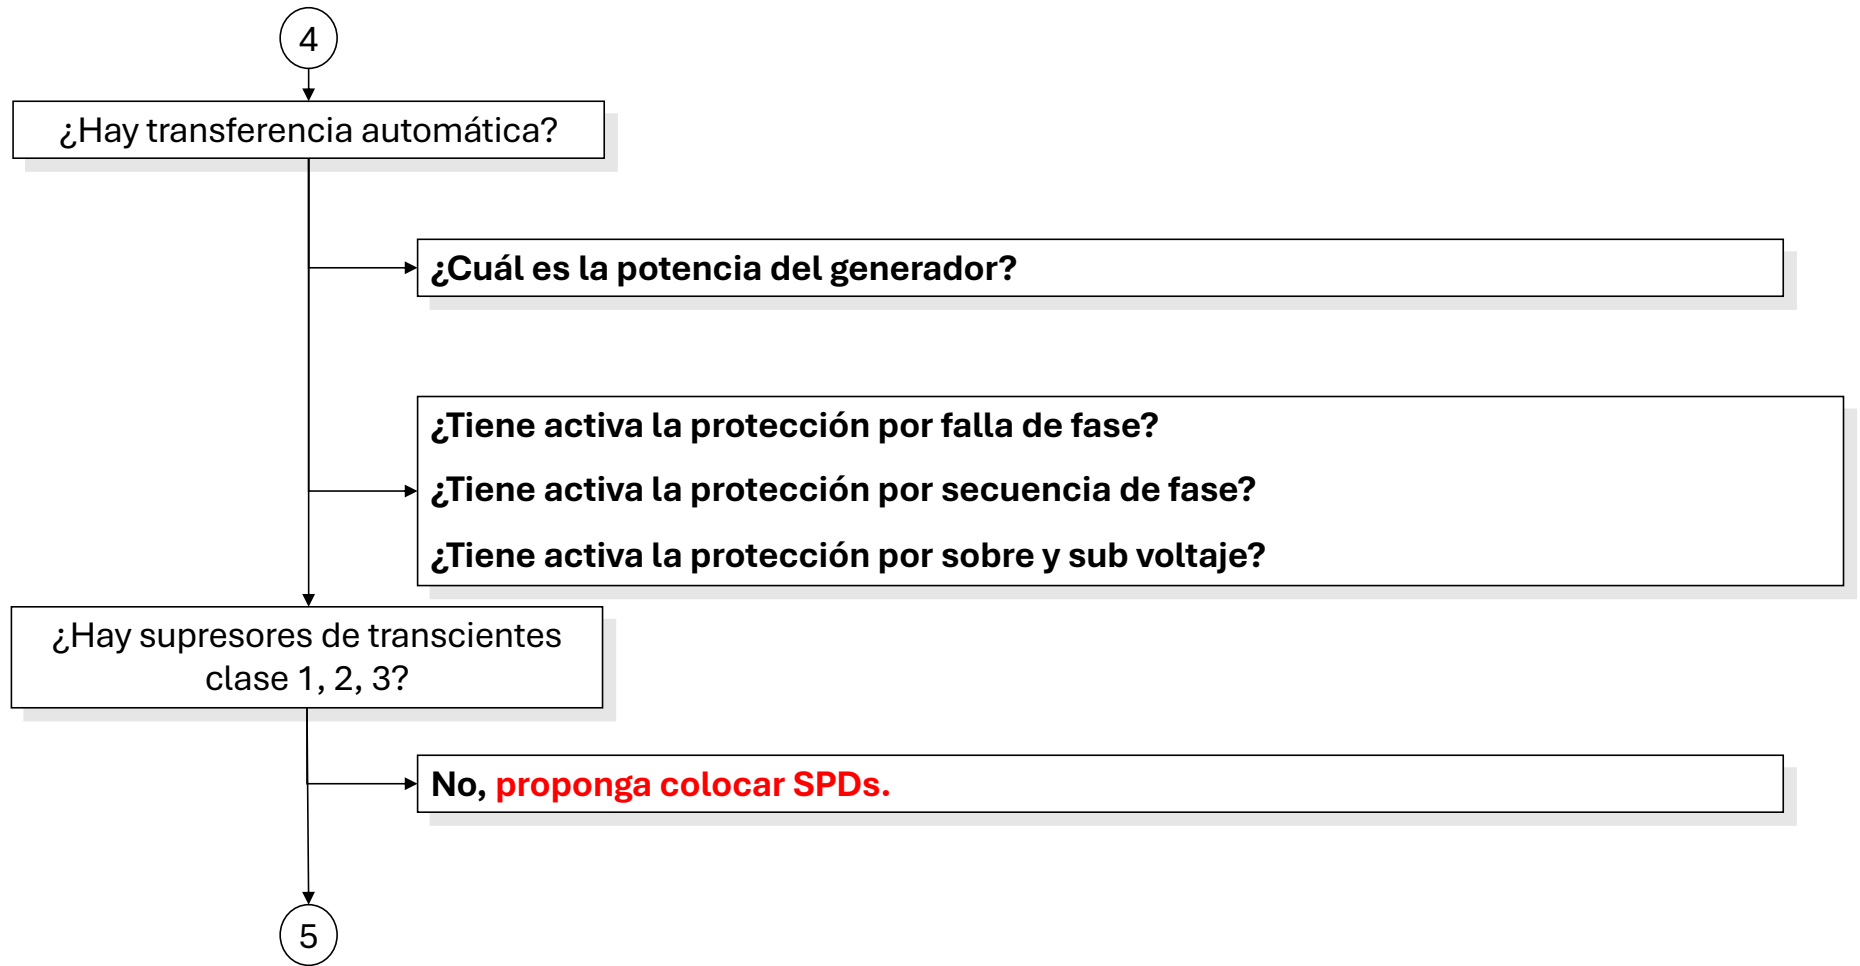 4
¿Hay transferencia automática?
¿Cuál es la potencia del generador?
¿Tiene activa la protección por falla de fase?
¿Tiene activa la protección por secuencia de fase?
¿Tiene activa la protección por sobre y sub voltaje?
¿Hay supresores de transcientes
clase 1, 2, 3?
No, proponga colocar SPDs.
5